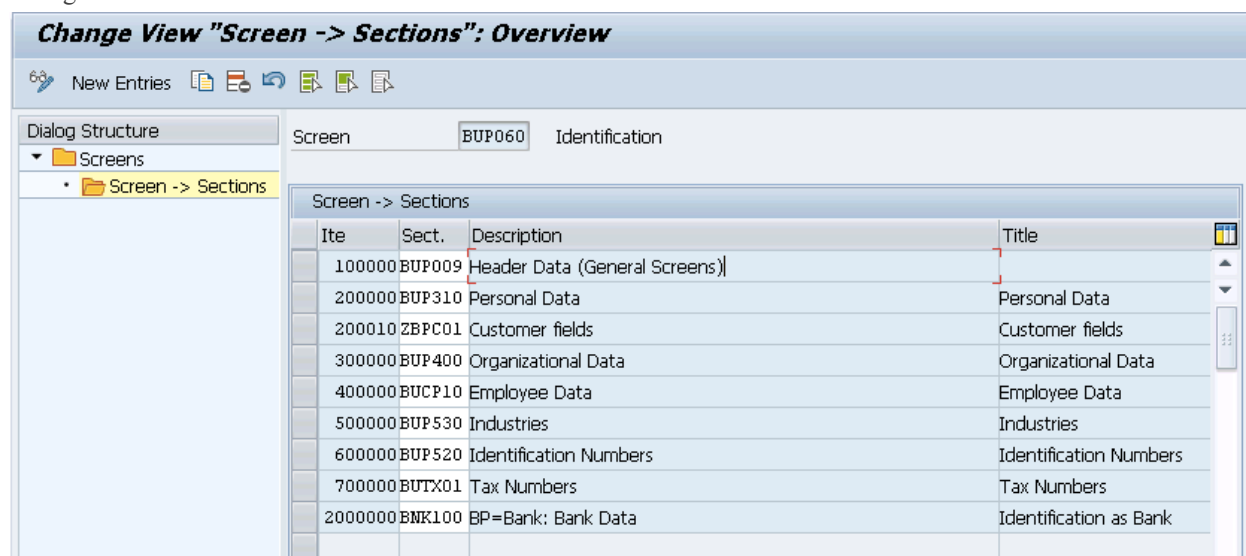 Change View "Screen -> Sections": Overview
New Entries
Dialog Structure
Screens
Screen -> Sections
Screen BUP060 Identification
Screen -> Sections
Ite Sect. Description Title
100000 BUP009 Header Data (General Screens)
200000 BUP310 Personal Data Personal Data
200010 ZBPC01 Customer fields Customer fields
300000 BUP400 Organizational Data Organizational Data
400000 BUCP10 Employee Data Employee Data
500000 BUP530 Industries Industries
600000 BUP520 Identification Numbers Identification Numbers
700000 BUTX01 Tax Numbers Tax Numbers
2000000 BNK100 BP=Bank: Bank Data Identification as Bank